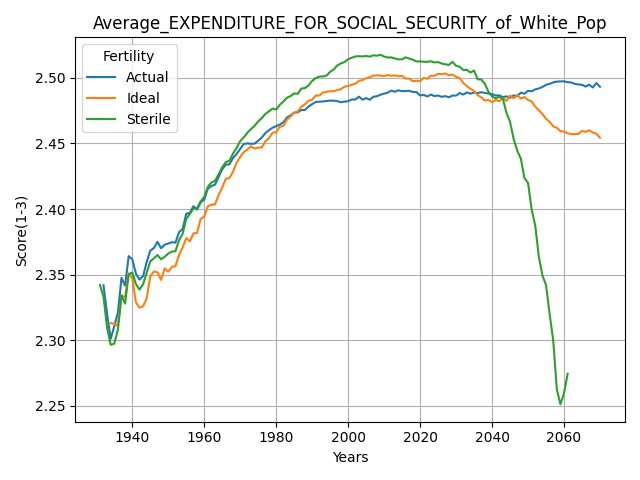 Average_EXPENDITURE_FOR_SOCIAL_SECURITY_of_White_Pop
Fertility
Actual
Ideal
Sterile
Score(1-3)
2.50
2.45
2.40
2.35
2.30
2.25
1940 1960 1980 2000 2020 2040 2060
Years